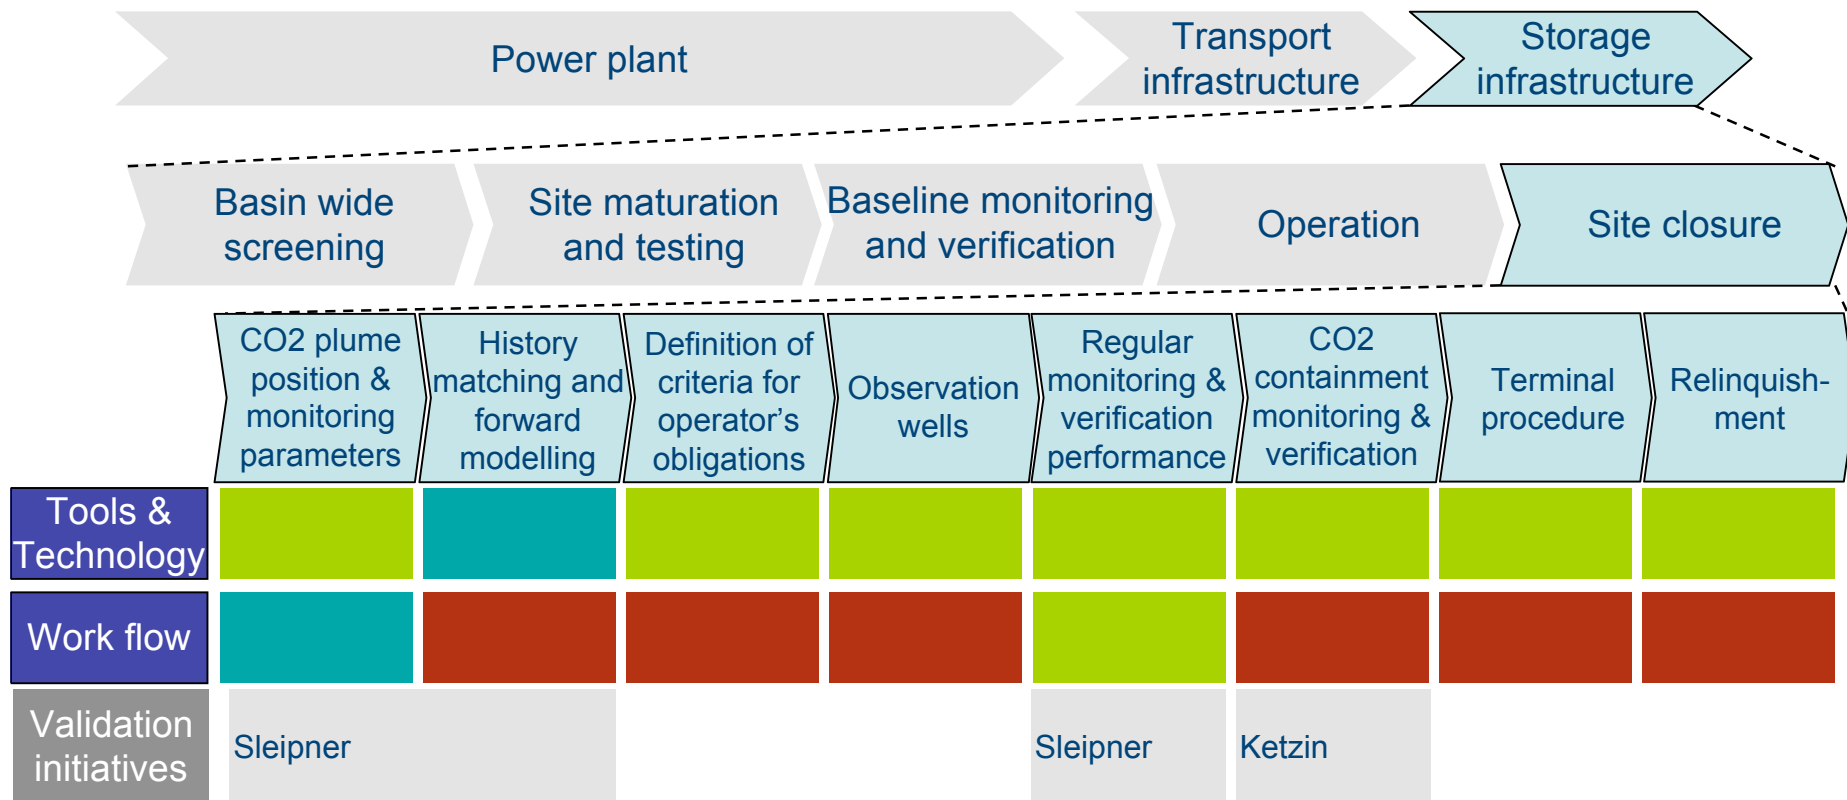 Power plant
Transport
infrastructure
Storage
infrastructure
Basin wide
screening
Site maturation
and testing
Baseline monitoring
and verification
Operation
Site closure
CO2 plume
position &
monitoring
parameters
History
matching and
forward
modelling
Definition of
criteria for
operator’s
obligations
Observation
wells
Regular
monitoring &
verification
performance
CO2
containment
monitoring &
verification
Terminal
procedure
Relinquish-
ment
Tools &
Technology
Work flow
Validation
initiatives
Sleipner
Sleipner
Ketzin